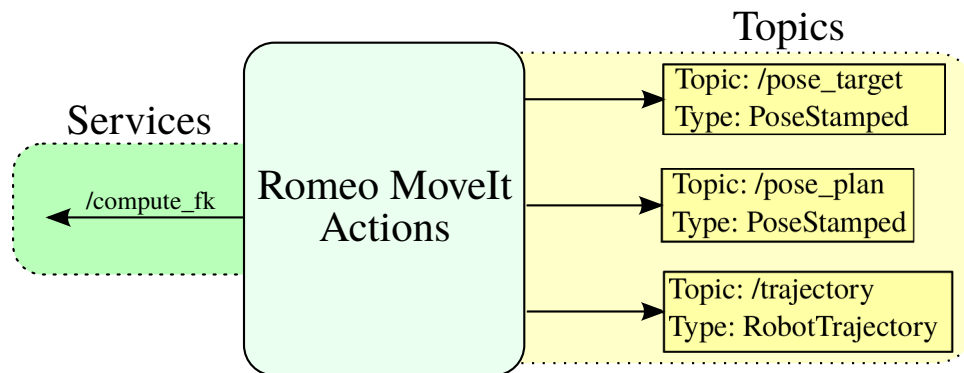 Topics
Topic: /pose_target
Type: PoseStamped
Services
/compute_fk
Romeo MoveIt
Actions
Topic: /pose_plan
Type: PoseStamped
Topic: /trajectory
Type: RobotTrajectory